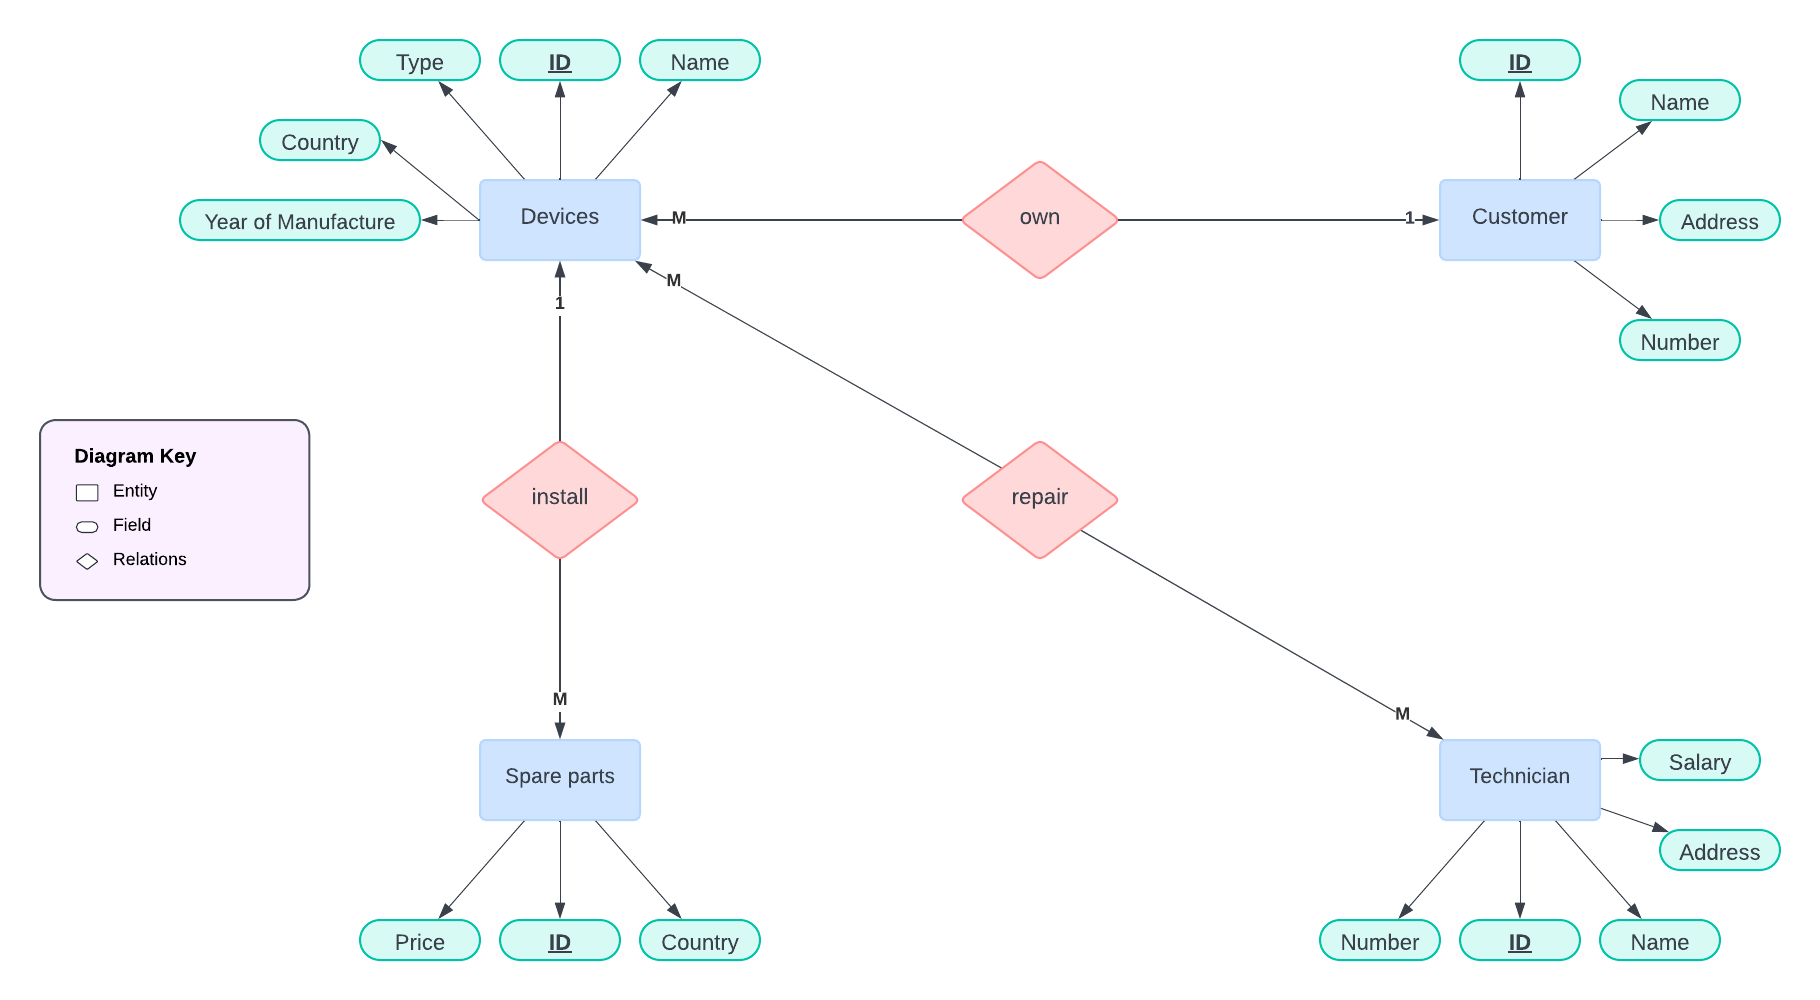 Type
ID
Name
ID
Name
Country
Year of Manufacture
Devices
M
own
1
Customer
Address
M
1
Number
Diagram Key
Entity
Field
Relations
install
repair
M
M
Spare parts
Technician
Salary
Address
Price
ID
Country
Number
ID
Name